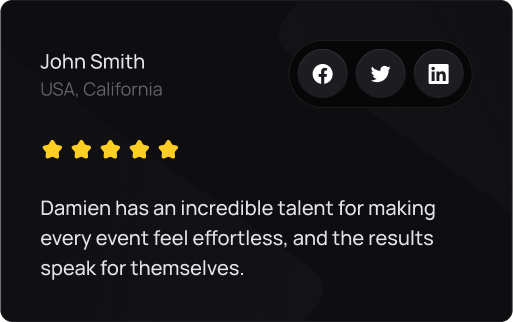 John Smith
USA, California
Damien has an incredible talent for making
every event feel effortless, and the results
speak for themselves.